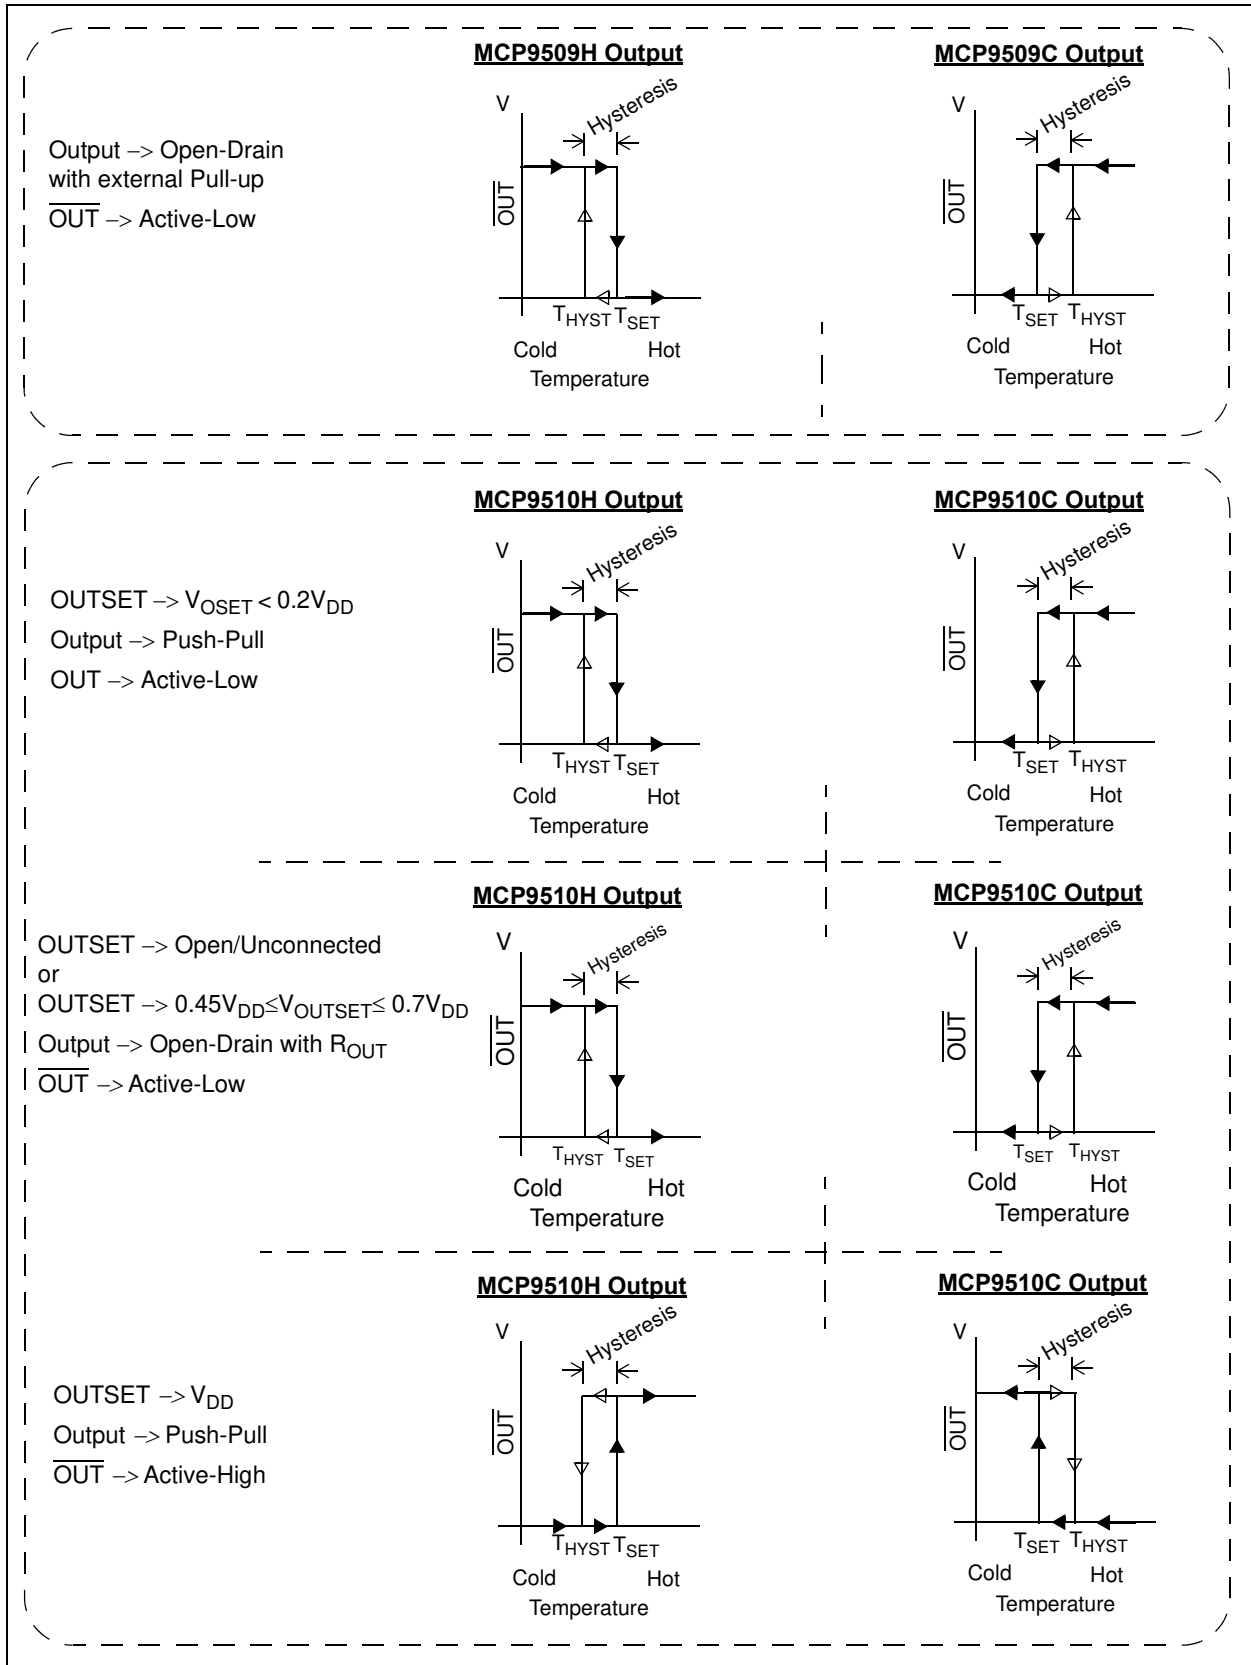 MCP9509H Output
MCP9509C Output
Output –> Open-Drain
with external Pull-up
OUT –> Active-Low
V
Hysteresis
OUT
THYST TSET
Cold Hot
Temperature
V
Hysteresis
OUT
TSET THYST
Cold Hot
Temperature
MCP9510H Output
MCP9510C Output
OUTSET –> VOSET < 0.2VDD
Output –> Push-Pull
OUT –> Active-Low
V
Hysteresis
OUT
THYST TSET
Cold Hot
Temperature
V
Hysteresis
OUT
TSET THYST
Cold Hot
Temperature
MCP9510H Output
MCP9510C Output
OUTSET –> Open/Unconnected
or
OUTSET –> 0.45VDD≤VOUTSET≤ 0.7VDD
Output –> Open-Drain with ROUT
OUT –> Active-Low
V
Hysteresis
OUT
THYST TSET
Cold Hot
Temperature
V
Hysteresis
OUT
TSET THYST
Cold Hot
Temperature
MCP9510H Output
MCP9510C Output
OUTSET –> VDD
Output –> Push-Pull
OUT –> Active-High
V
Hysteresis
OUT
THYST TSET
Cold Hot
Temperature
V
Hysteresis
OUT
TSET THYST
Cold Hot
Temperature